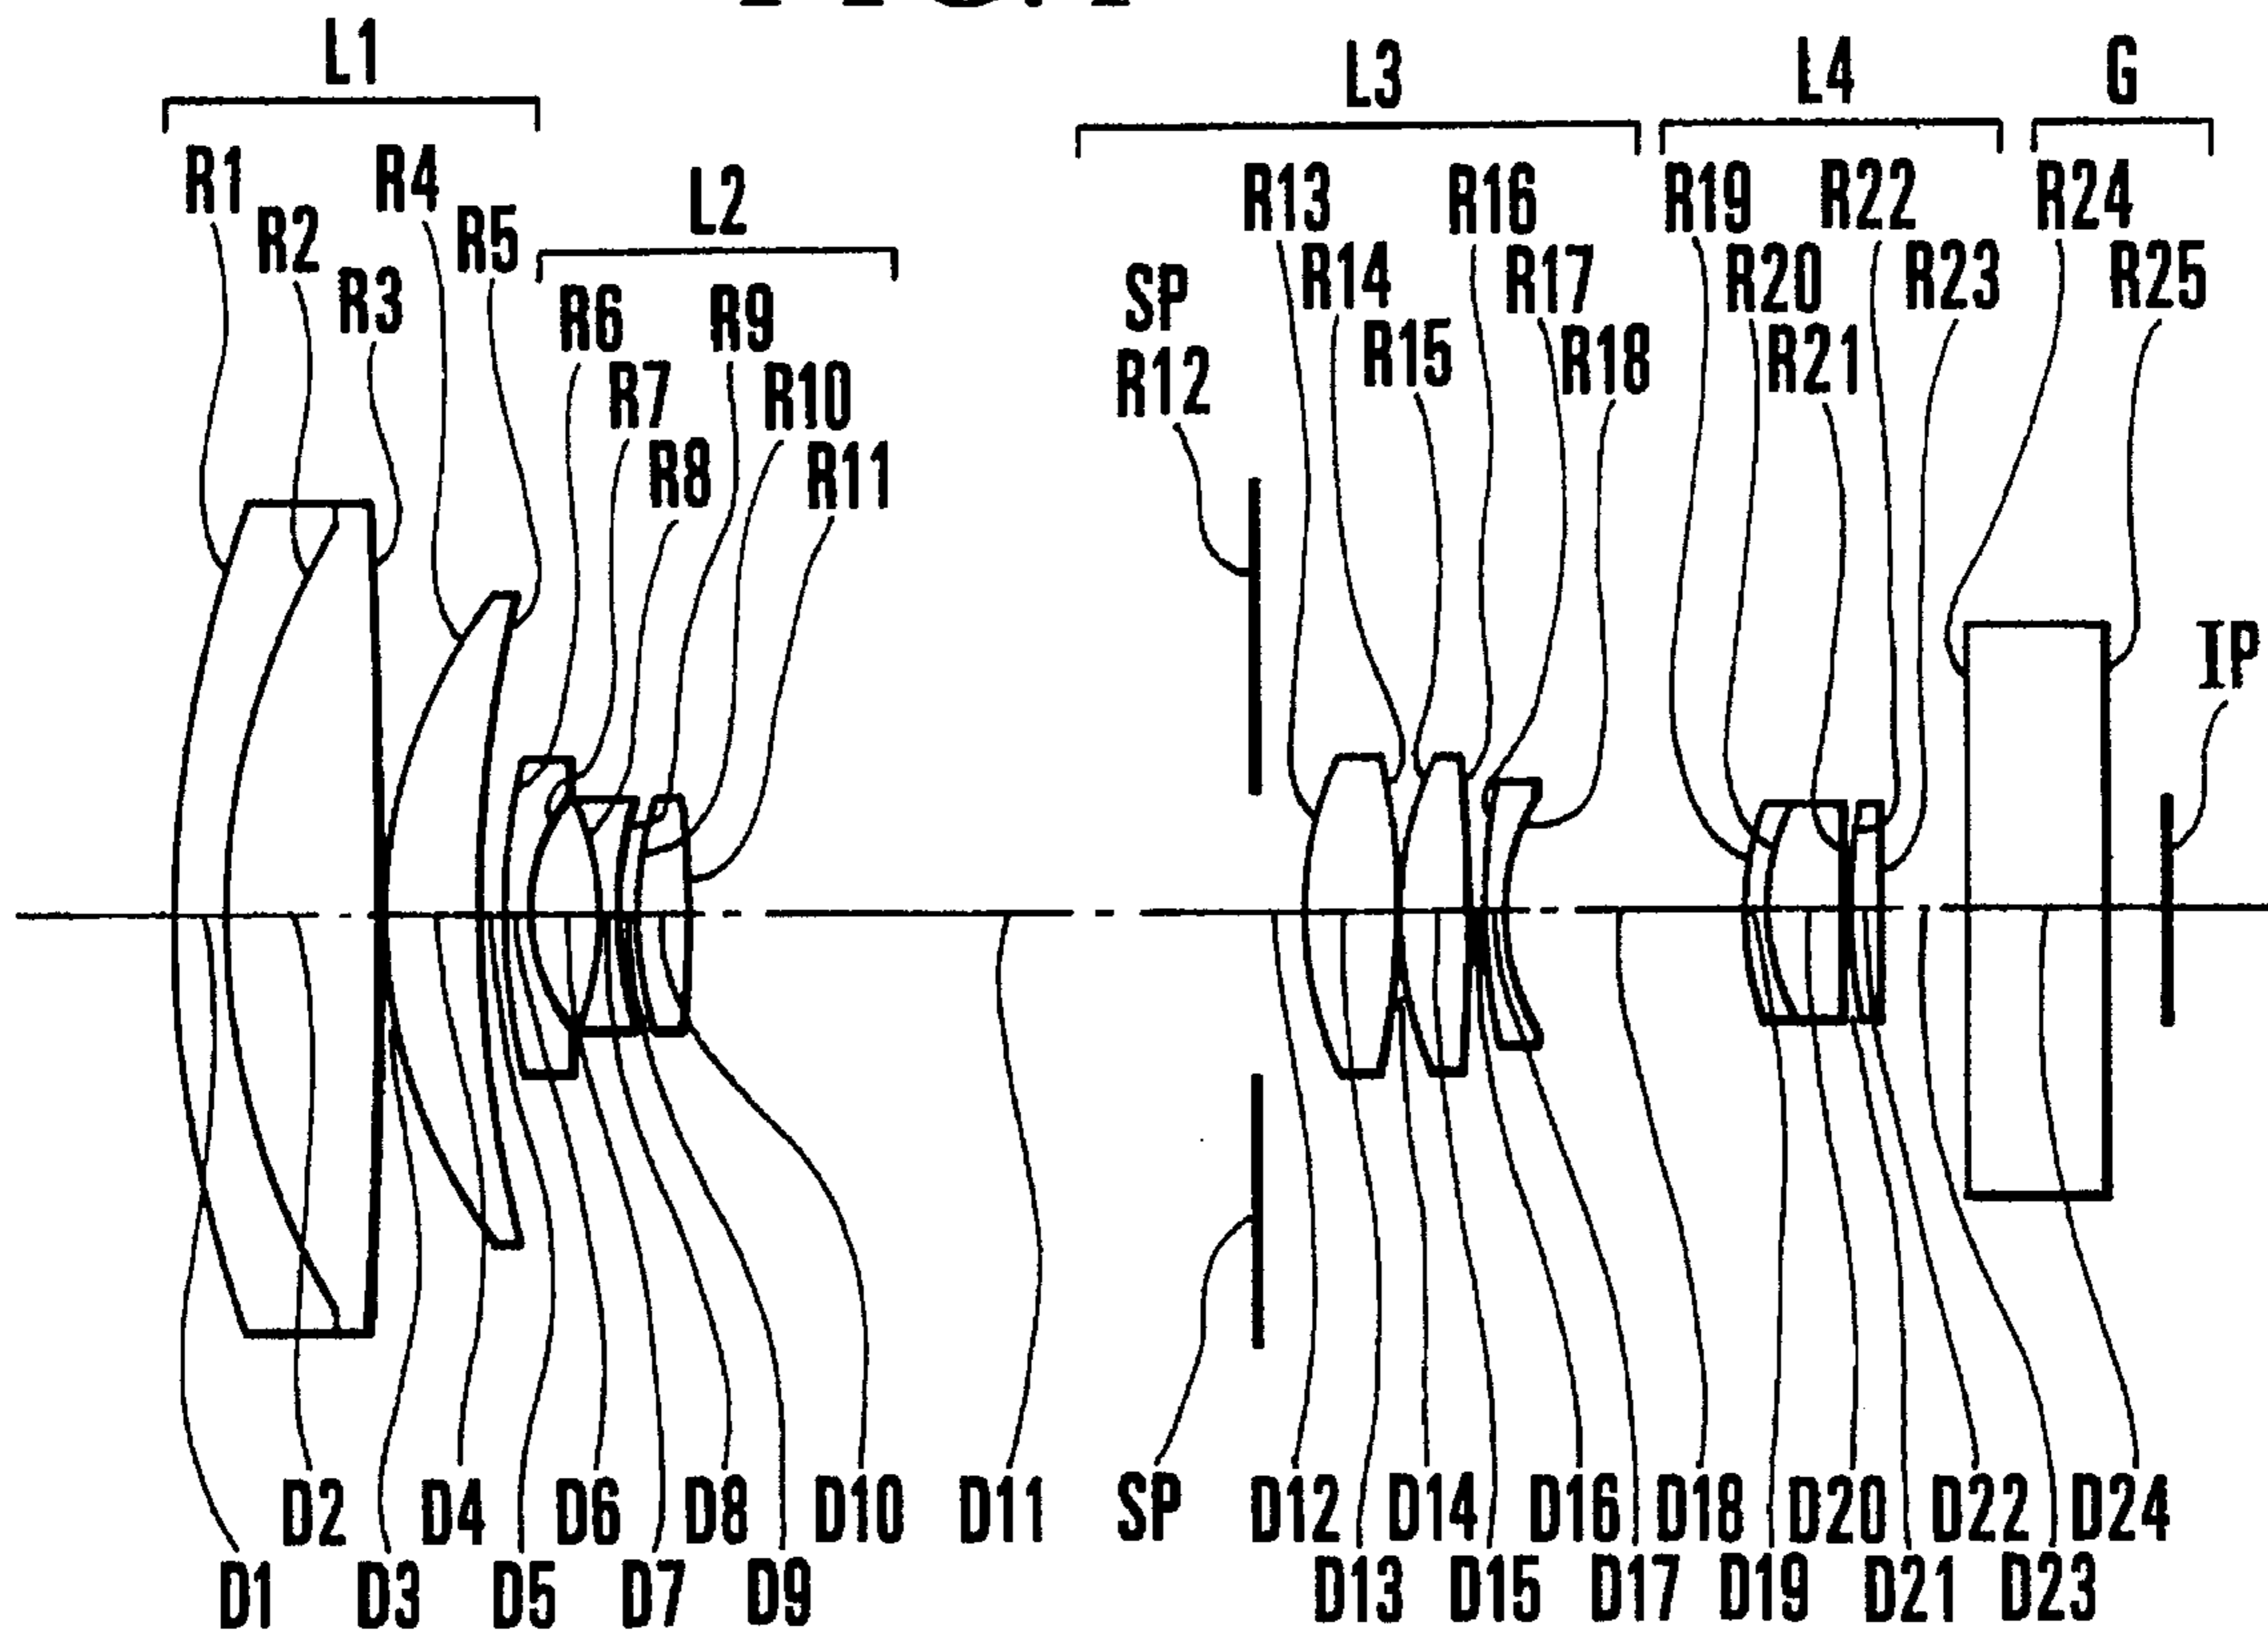 L1
L3
L4
G
R1
R4
R13
R16
R19
R22
R24
L2
R2
R5
SP
R14
R17
R20
R23
R25
R3
R6
R9
R12
R15
R18
R21
R7
R10
R8
R11
IP
D2
D4
D6
D8
D10
D11
SP
D12
D14
D16
D18
D20
D22
D24
D1
D3
D5
D7
D9
D13
D15
D17
D19
D21
D23